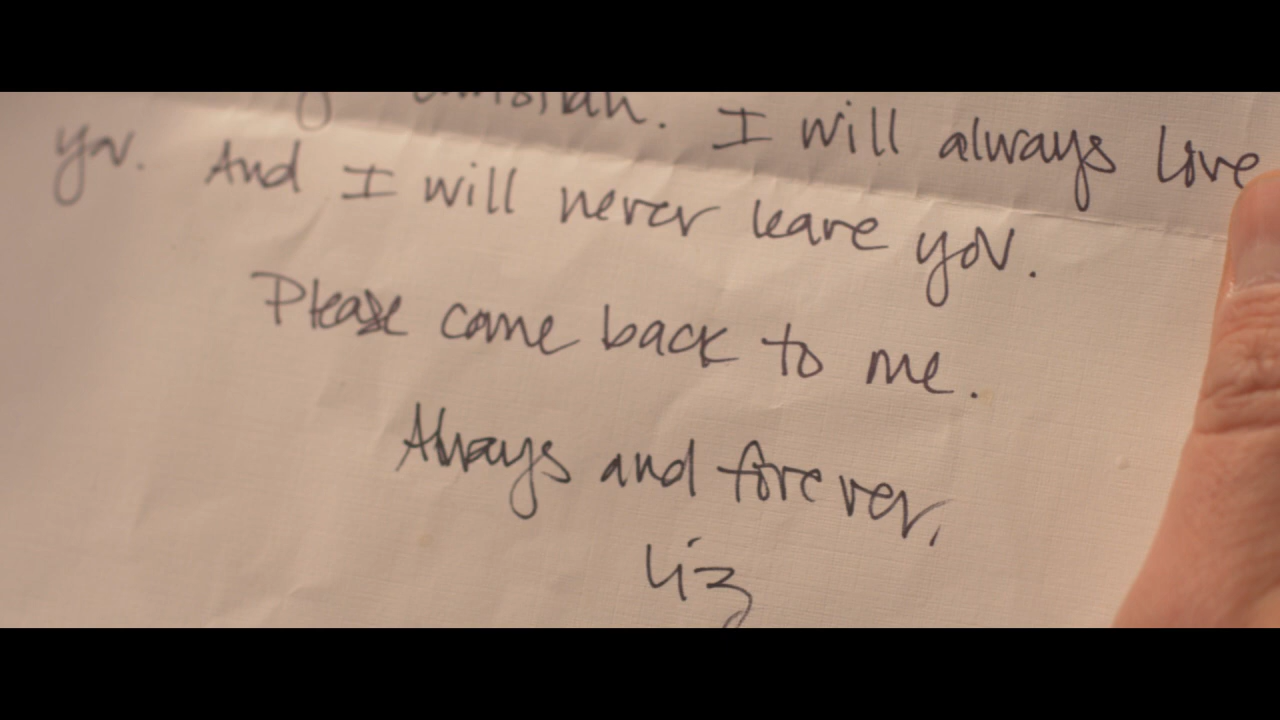 I will always love
you. And I will never leave you.
Please come back to me.
Always and forever,
Liz